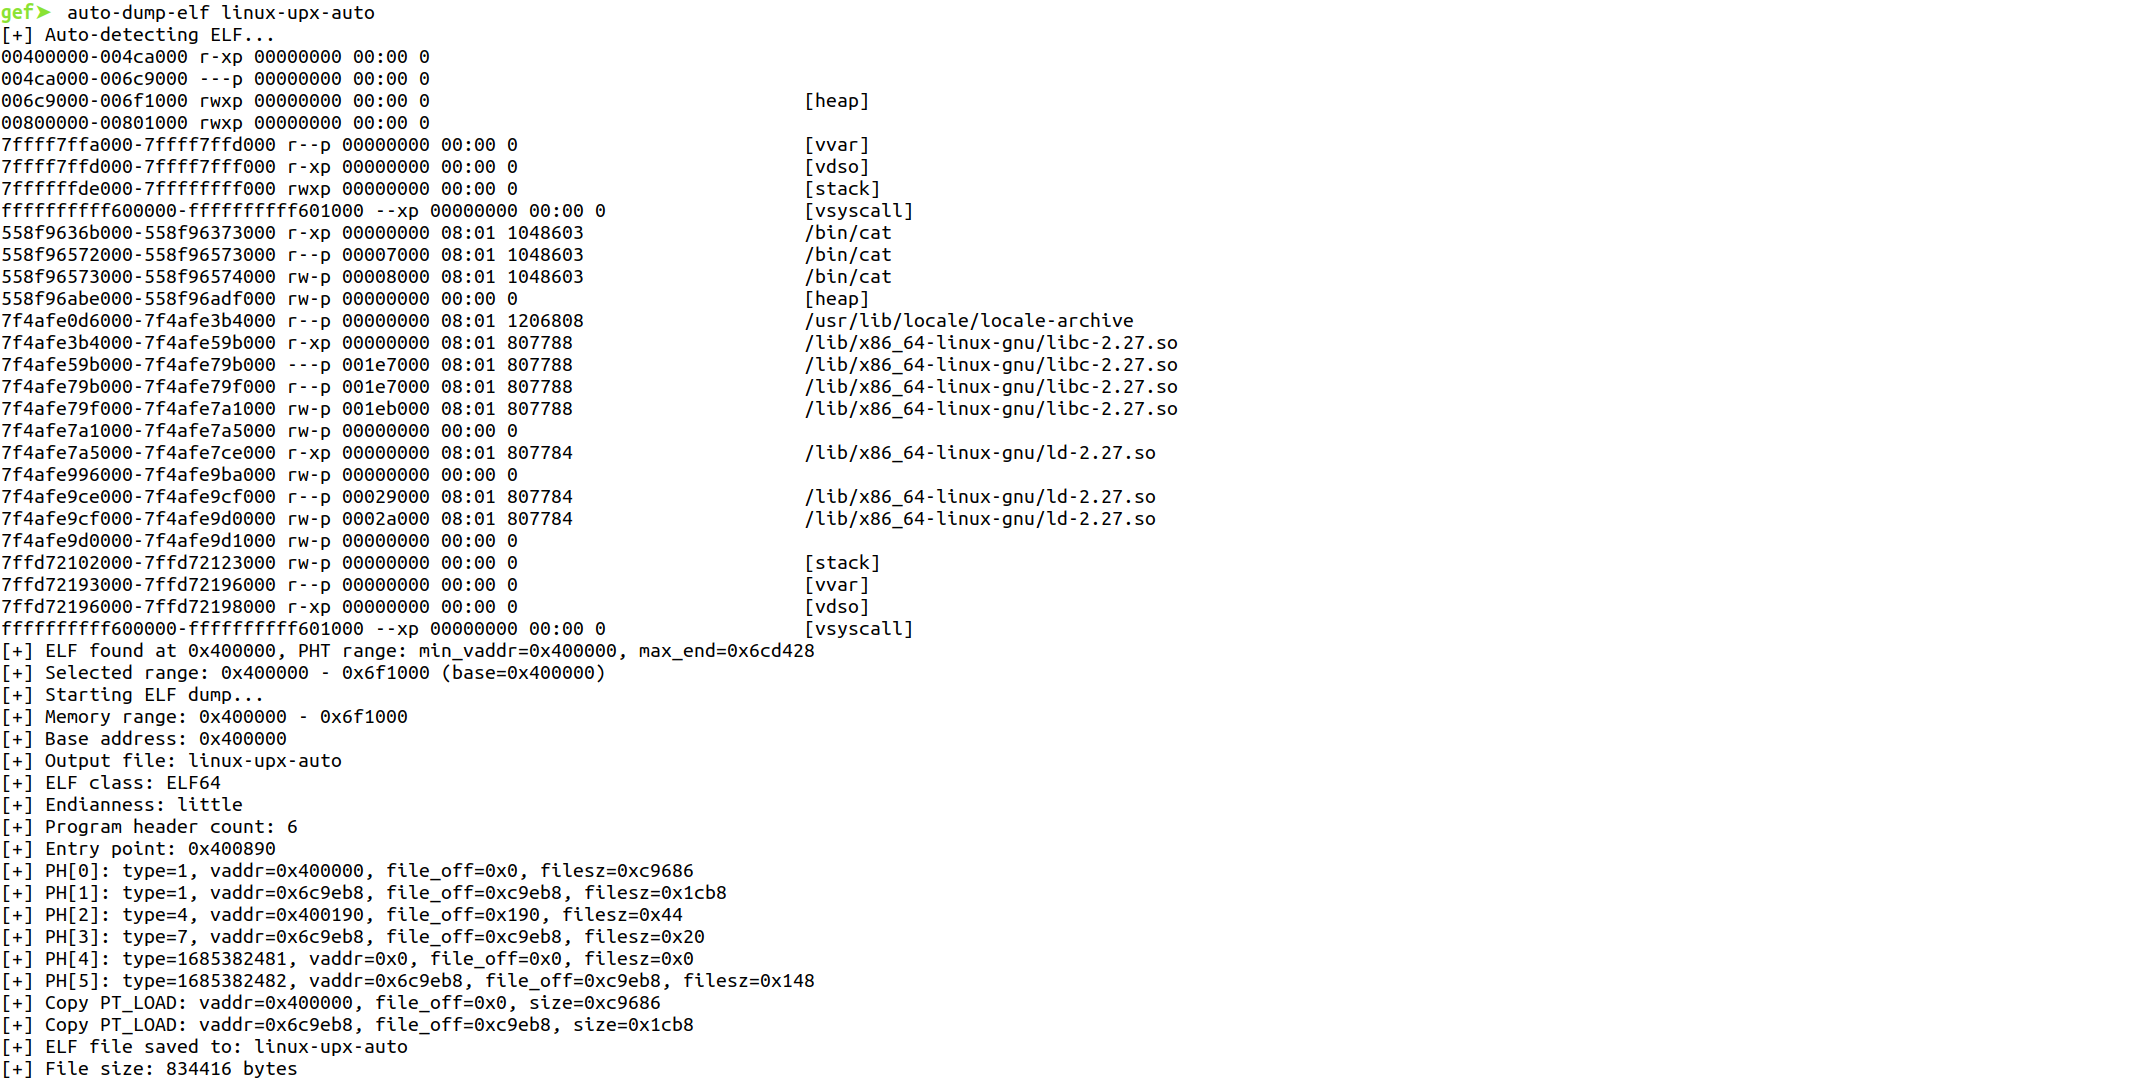 gef➤  auto-dump-elf linux-upx-auto
[+] Auto-detecting ELF...
00400000-004ca000 r-xp 00000000 00:00 0
004ca000-006c9000 ---p 00000000 00:00 0
006c9000-006f1000 rwxp 00000000 00:00 0                                  [heap]
00800000-00801000 rwxp 00000000 00:00 0
7ffff7ffa000-7ffff7ffd000 r--p 00000000 00:00 0                          [vvar]
7ffff7ffd000-7ffff7fff000 r-xp 00000000 00:00 0                          [vdso]
7ffffffde000-7ffffffff000 rwxp 00000000 00:00 0                          [stack]
ffffffffff600000-ffffffffff601000 --xp 00000000 00:00 0                  [vsyscall]
558f9636b000-558f96373000 r-xp 00000000 08:01 1048603                    /bin/cat
558f96572000-558f96573000 r--p 00007000 08:01 1048603                    /bin/cat
558f96573000-558f96574000 rw-p 00008000 08:01 1048603                    /bin/cat
558f96abe000-558f96adf000 rw-p 00000000 00:00 0                          [heap]
7f4afe0d6000-7f4afe3b4000 r--p 00000000 08:01 1206808                    /usr/lib/locale/locale-archive
7f4afe3b4000-7f4afe59b000 r-xp 00000000 08:01 807788                     /lib/x86_64-linux-gnu/libc-2.27.so
7f4afe59b000-7f4afe79b000 ---p 001e7000 08:01 807788                     /lib/x86_64-linux-gnu/libc-2.27.so
7f4afe79b000-7f4afe79f000 r--p 001e7000 08:01 807788                     /lib/x86_64-linux-gnu/libc-2.27.so
7f4afe79f000-7f4afe7a1000 rw-p 001eb000 08:01 807788                     /lib/x86_64-linux-gnu/libc-2.27.so
7f4afe7a1000-7f4afe7a5000 rw-p 00000000 00:00 0
7f4afe7a5000-7f4afe7ce000 r-xp 00000000 08:01 807784                     /lib/x86_64-linux-gnu/ld-2.27.so
7f4afe996000-7f4afe9ba000 rw-p 00000000 00:00 0
7f4afe9ce000-7f4afe9cf000 r--p 00029000 08:01 807784                     /lib/x86_64-linux-gnu/ld-2.27.so
7f4afe9cf000-7f4afe9d0000 rw-p 0002a000 08:01 807784                     /lib/x86_64-linux-gnu/ld-2.27.so
7f4afe9d0000-7f4afe9d1000 rw-p 00000000 00:00 0
7ffd72102000-7ffd72123000 rw-p 00000000 00:00 0                          [stack]
7ffd72193000-7ffd72196000 r--p 00000000 00:00 0                          [vvar]
7ffd72196000-7ffd72198000 r-xp 00000000 00:00 0                          [vdso]
ffffffffff600000-ffffffffff601000 --xp 00000000 00:00 0                  [vsyscall]
[+] ELF found at 0x400000, PHT range: min_vaddr=0x400000, max_end=0x6cd428
[+] Selected range: 0x400000 - 0x6f1000 (base=0x400000)
[+] Starting ELF dump...
[+] Memory range: 0x400000 - 0x6f1000
[+] Base address: 0x400000
[+] Output file: linux-upx-auto
[+] ELF class: ELF64
[+] Endianness: little
[+] Program header count: 6
[+] Entry point: 0x400890
[+] PH[0]: type=1, vaddr=0x400000, file_off=0x0, filesz=0xc9686
[+] PH[1]: type=1, vaddr=0x6c9eb8, file_off=0xc9eb8, filesz=0x1cb8
[+] PH[2]: type=4, vaddr=0x400190, file_off=0x190, filesz=0x44
[+] PH[3]: type=7, vaddr=0x6c9eb8, file_off=0xc9eb8, filesz=0x20
[+] PH[4]: type=1685382481, vaddr=0x0, file_off=0x0, filesz=0x0
[+] PH[5]: type=1685382482, vaddr=0x6c9eb8, file_off=0xc9eb8, filesz=0x148
[+] Copy PT_LOAD: vaddr=0x400000, file_off=0x0, size=0xc9686
[+] Copy PT_LOAD: vaddr=0x6c9eb8, file_off=0xc9eb8, size=0x1cb8
[+] ELF file saved to: linux-upx-auto
[+] File size: 834416 bytes